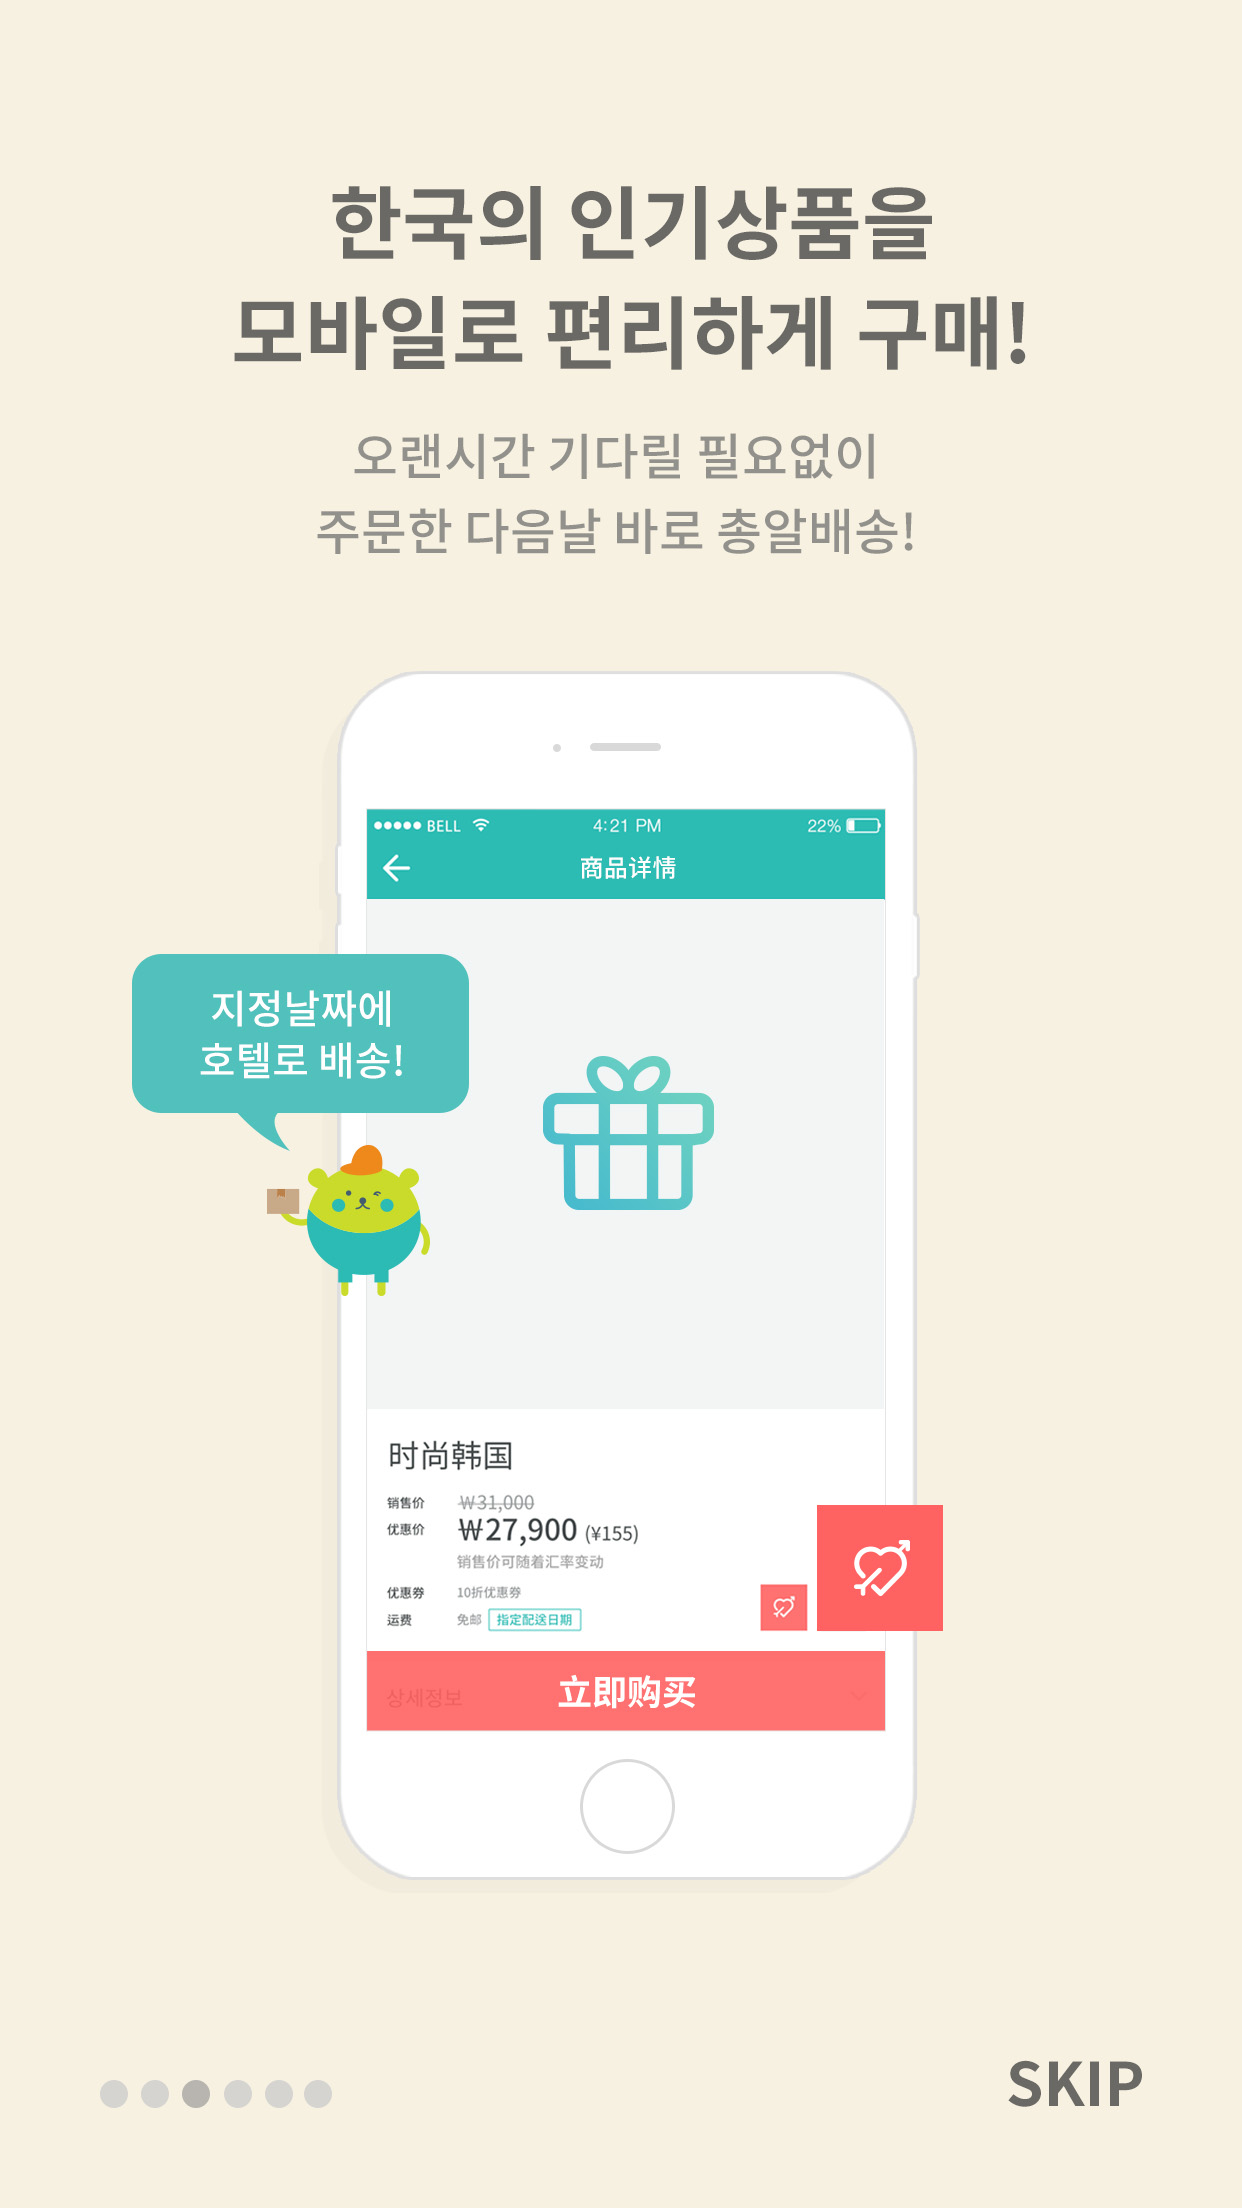 한국의 인기상품을
모바일로 편리하게 구매!
오랜시간 기다릴 필요없이
주문한 다음날 바로 총알배송!
BELL 4:21 PM 22%
商品详情
지정날짜에
호텔로 배송!
时尚韩国
销售价 ₩31,000
优惠价 ₩27,900 (¥155)
销售价可随着汇率变动
优惠券 10折优惠券
运费 免邮 指定配送日期
상세정보 立即购买
SKIP